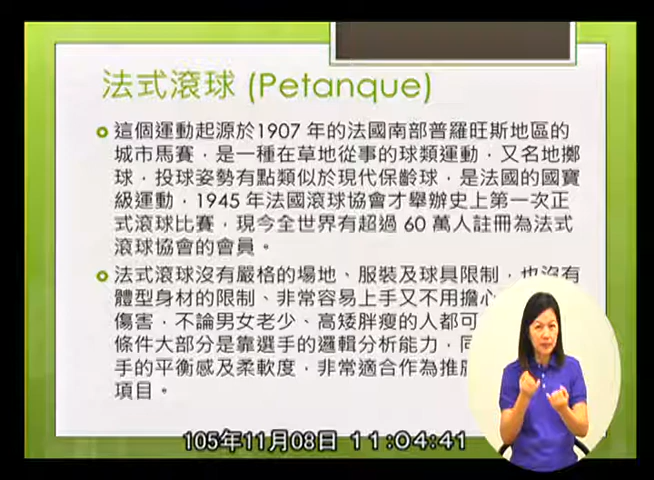 法式滾球 (Petanque)
這個運動起源於1907 年的法國南部普羅旺斯地區的
城市馬賽，是一種在草地從事的球類運動，又名地擲
球，投球姿勢有點類似於現代保齡球，是法國的國寶
級運動，1945 年法國滾球協會才舉辦史上第一次正
式滾球比賽，現今全世界有超過 60 萬人註冊為法式
滾球協會的會員。
法式滾球沒有嚴格的場地、服裝及球具限制，也沒有
體型身材的限制、非常容易上手又不用擔心
傷害，不論男女老少、高矮胖瘦的人都可
條件大部分是靠選手的邏輯分析能力，同
手的平衡感及柔軟度，非常適合作為推
項目。
105年11月08日 11:04:41